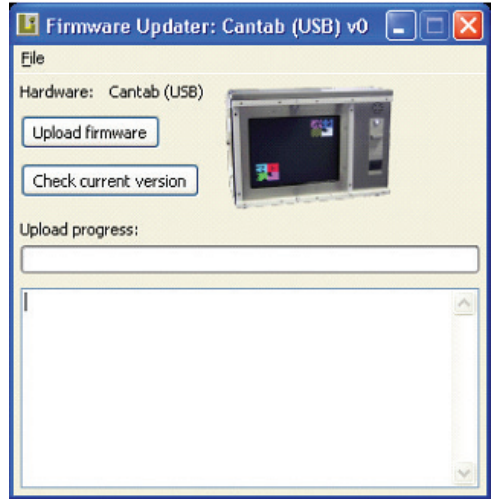 Firmware Updater: Cantab (USB) v0
File
Hardware: Cantab (USB)
Upload firmware
Check current version
Upload progress: